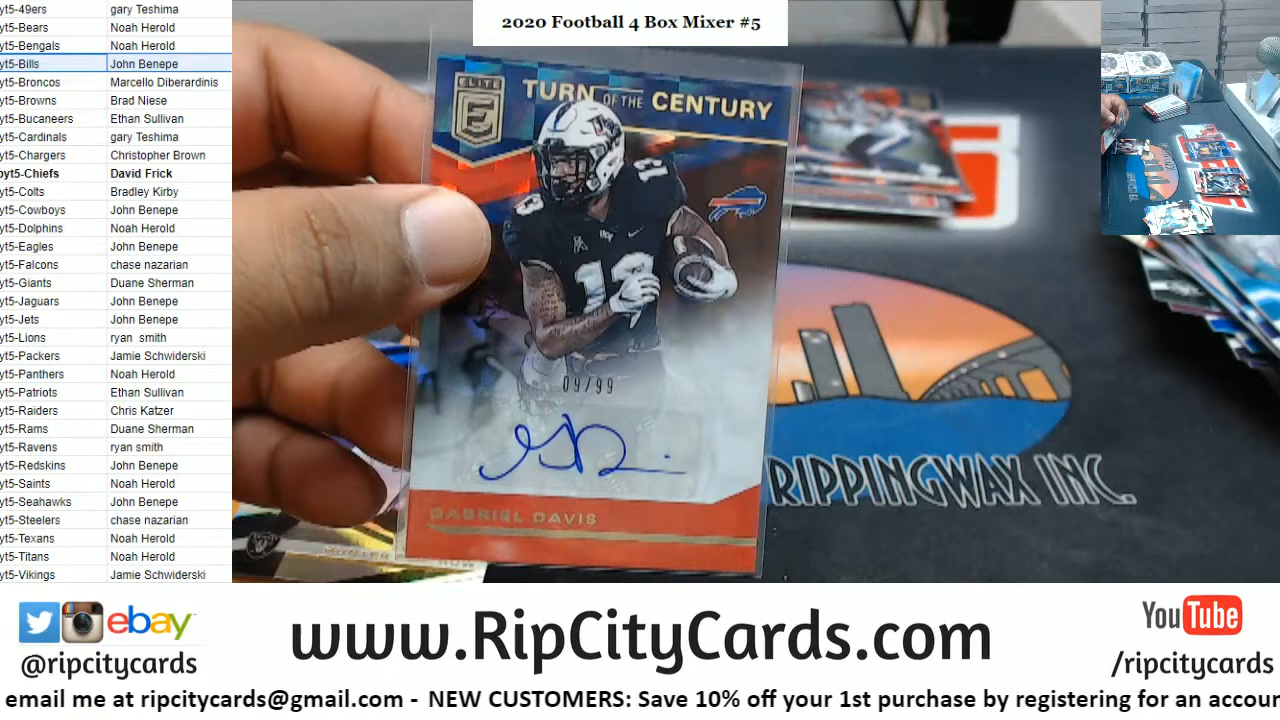 2020 Football 4 Box Mixer #5
yt5-49ers gary Teshima
yt5-Bears Noah Herold
yt5-Bengals Noah Herold
yt5-Bills John Benepe
yt5-Broncos Marcello Diberardinis
yt5-Browns Brad Niese
yt5-Bucaneers Ethan Sullivan
yt5-Cardinals gary Teshima
yt5-Chargers Christopher Brown
yt5-Chiefs David Frick
yt5-Colts Bradley Kirby
yt5-Cowboys John Benepe
yt5-Dolphins Noah Herold
yt5-Eagles John Benepe
yt5-Falcons chase nazarian
yt5-Giants Duane Sherman
yt5-Jaguars John Benepe
yt5-Jets John Benepe
yt5-Lions ryan smith
yt5-Packers Jamie Schwiderski
yt5-Panthers Noah Herold
yt5-Patriots Ethan Sullivan
yt5-Raiders Chris Katzer
yt5-Rams Duane Sherman
yt5-Ravens ryan smith
yt5-Redskins John Benepe
yt5-Saints Noah Herold
yt5-Seahawks John Benepe
yt5-Steelers chase nazarian
yt5-Texans Noah Herold
yt5-Titans Noah Herold
yt5-Vikings Jamie Schwiderski
ELITE
E
TURN OF THE CENTURY
13
13
09/99
GABRIEL DAVIS
RIPPINGWAX INC.
ebay
@ripcitycards
www.RipCityCards.com
YouTube
/ripcitycards
email me at ripcitycards@gmail.com - NEW CUSTOMERS: Save 10% off your 1st purchase by registering for an accour